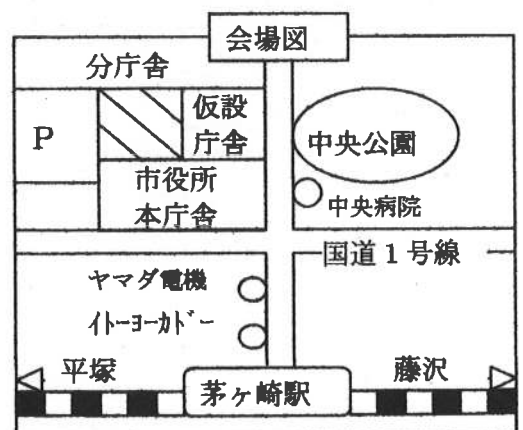 会場図
分庁舎
P
仮設
庁舎
市役所
本庁舎
中央公園
中央病院
国道1号線
ヤマダ電機
ｲﾄｰﾖｰｶﾄﾞｰ
平塚
茅ヶ崎駅
藤沢